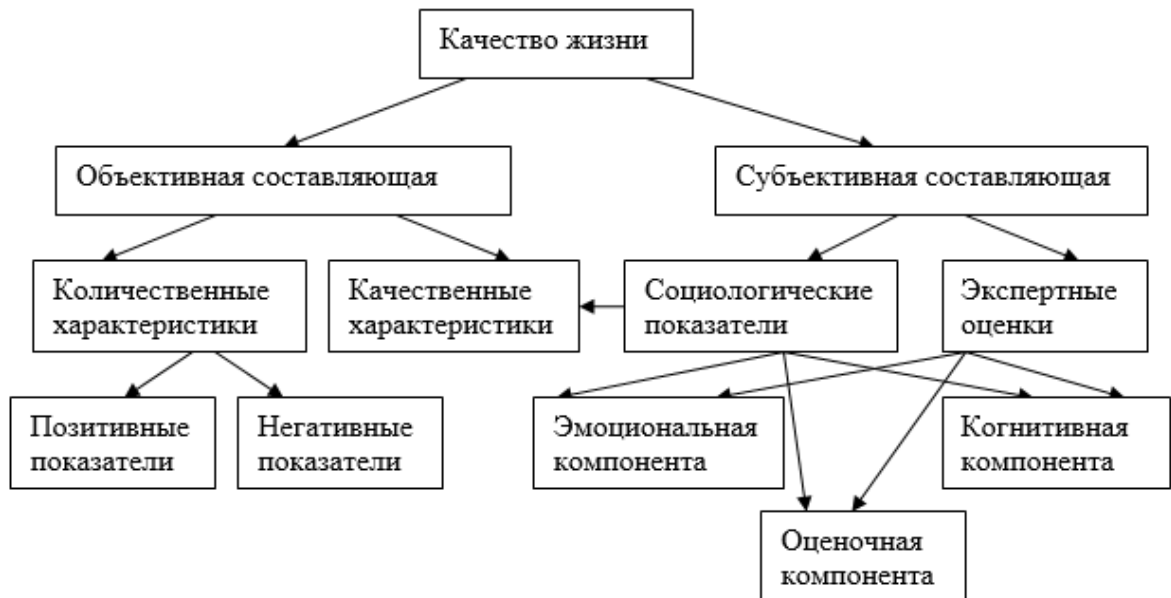 Качество жизни
Объективная составляющая
Субъективная составляющая
Количественные
характеристики
Качественные
характеристики
Социологические
показатели
Экспертные
оценки
Позитивные
показатели
Негативные
показатели
Эмоциональная
компонента
Когнитивная
компонента
Оценочная
компонента